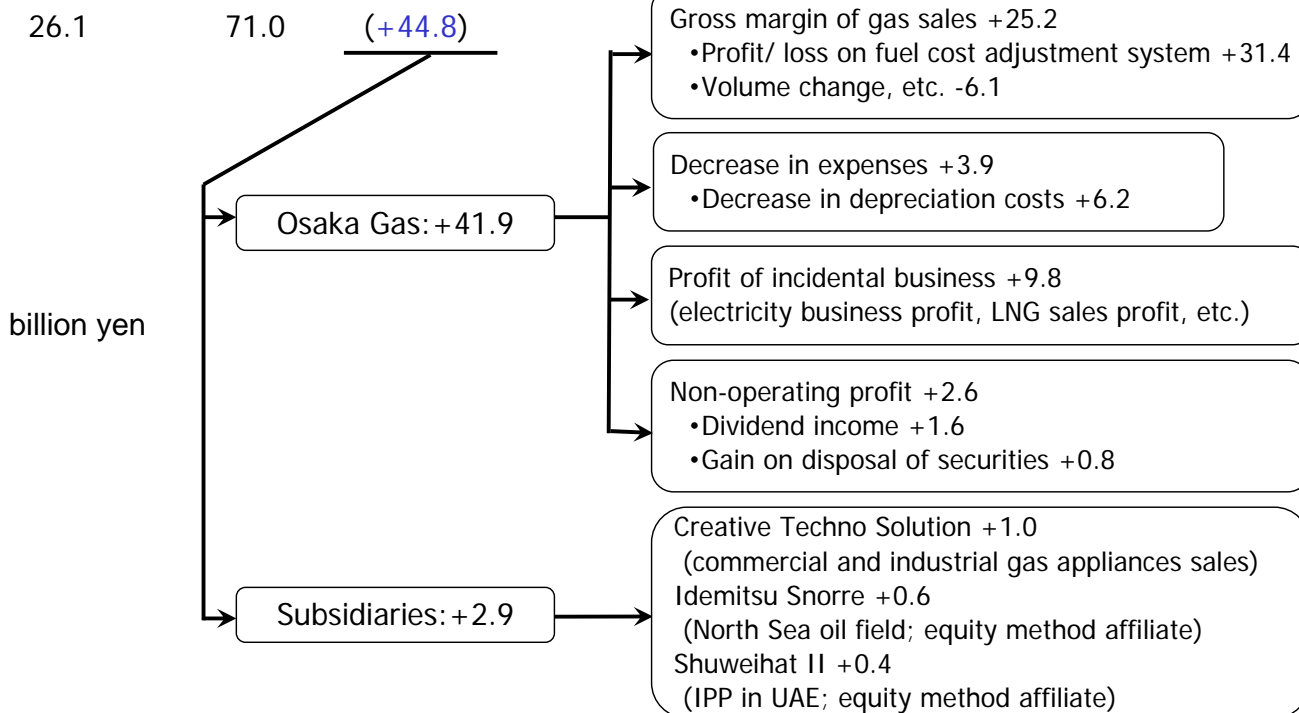 26.1 71.0 (+44.8)
Gross margin of gas sales +25.2
•Profit/ loss on fuel cost adjustment system +31.4
•Volume change, etc. -6.1
Decrease in expenses +3.9
•Decrease in depreciation costs +6.2
Osaka Gas: +41.9
Profit of incidental business +9.8
(electricity business profit, LNG sales profit, etc.)
billion yen
Non-operating profit +2.6
•Dividend income +1.6
•Gain on disposal of securities +0.8
Subsidiaries: +2.9
Creative Techno Solution +1.0
(commercial and industrial gas appliances sales)
Idemitsu Snorre +0.6
(North Sea oil field; equity method affiliate)
Shuweihat II +0.4
(IPP in UAE; equity method affiliate)